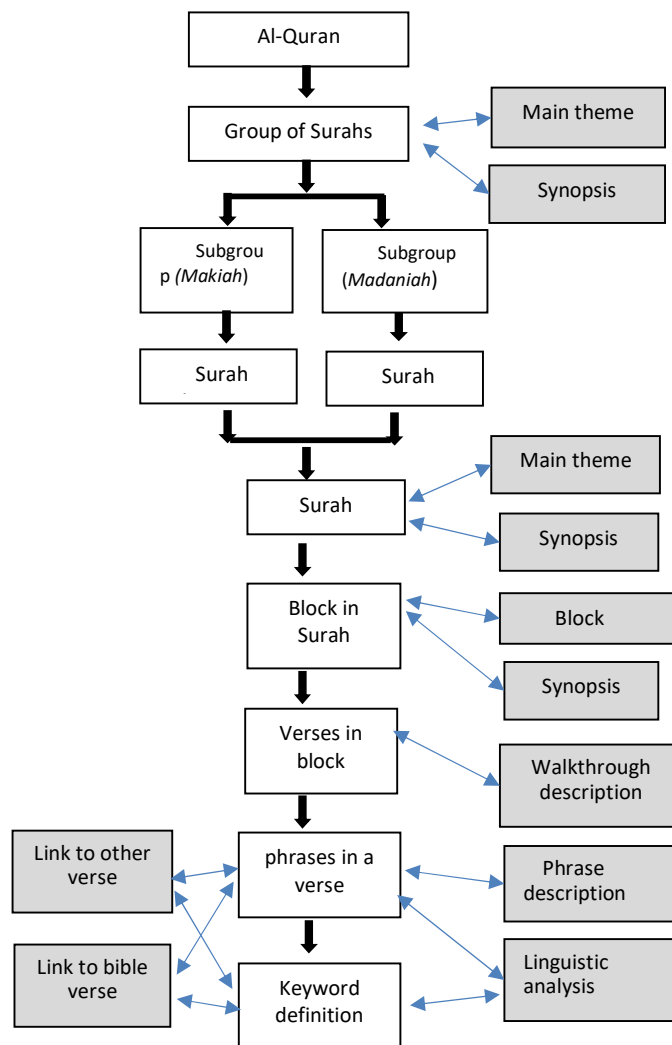 Al-Quran
Group of Surahs
Main theme
Synopsis
Subgrou
p (Makiah)
Subgroup
(Madaniah)
Surah
Surah
Main theme
Surah
Synopsis
Block in
Surah
Block
Synopsis
Verses in
block
Walkthrough
description
Link to other
verse
phrases in a
verse
Phrase
description
Link to bible
verse
Keyword
definition
Linguistic
analysis